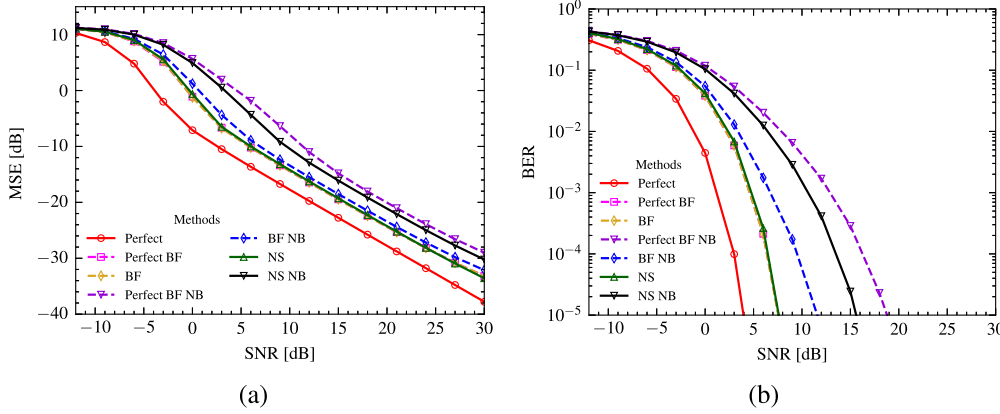 10
0
−10
−20
−30
−40
MSE [dB]
−10 −5 0 5 10 15 20 25 30
SNR [dB]
Methods
Perfect
Perfect BF
BF
Perfect BF NB
BF NB
NS
NS NB
(a)
10^0
10^−1
10^−2
10^−3
10^−4
10^−5
BER
−10 −5 0 5 10 15 20 25 30
SNR [dB]
Methods
Perfect
Perfect BF
BF
Perfect BF NB
BF NB
NS
NS NB
(b)